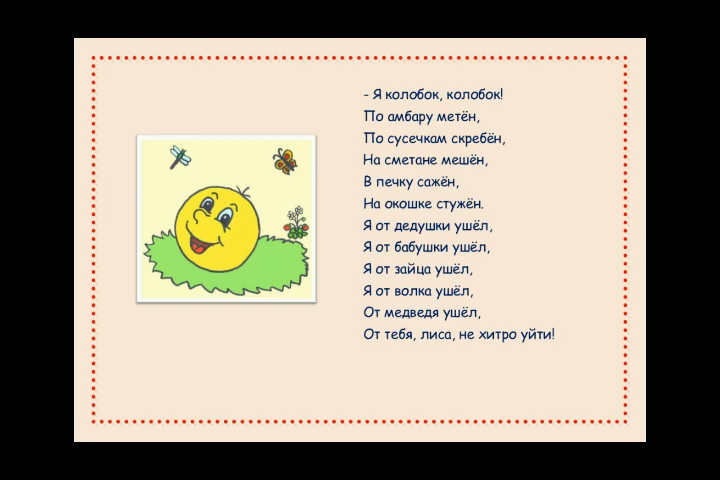 - Я колобок, колобок!
По амбару метён,
По сусечкам скребён,
На сметане мешён,
В печку сажён,
На окошке стужён.
Я от дедушки ушёл,
Я от бабушки ушёл,
Я от зайца ушёл,
Я от волка ушёл,
От медведя ушёл,
От тебя, лиса, не хитро уйти!